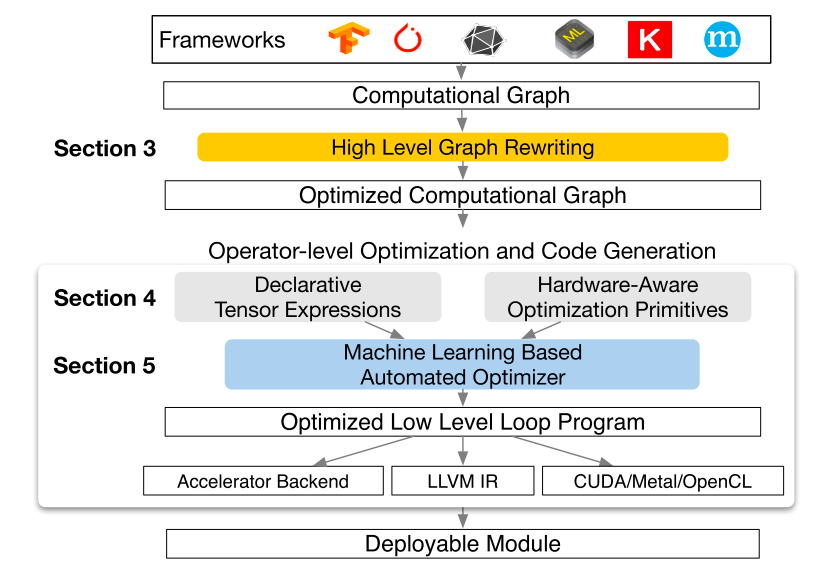 Frameworks
ML
K
m
Computational Graph
Section 3
High Level Graph Rewriting
Optimized Computational Graph
Operator-level Optimization and Code Generation
Section 4
Declarative
Tensor Expressions
Hardware-Aware
Optimization Primitives
Section 5
Machine Learning Based
Automated Optimizer
Optimized Low Level Loop Program
Accelerator Backend
LLVM IR
CUDA/Metal/OpenCL
Deployable Module